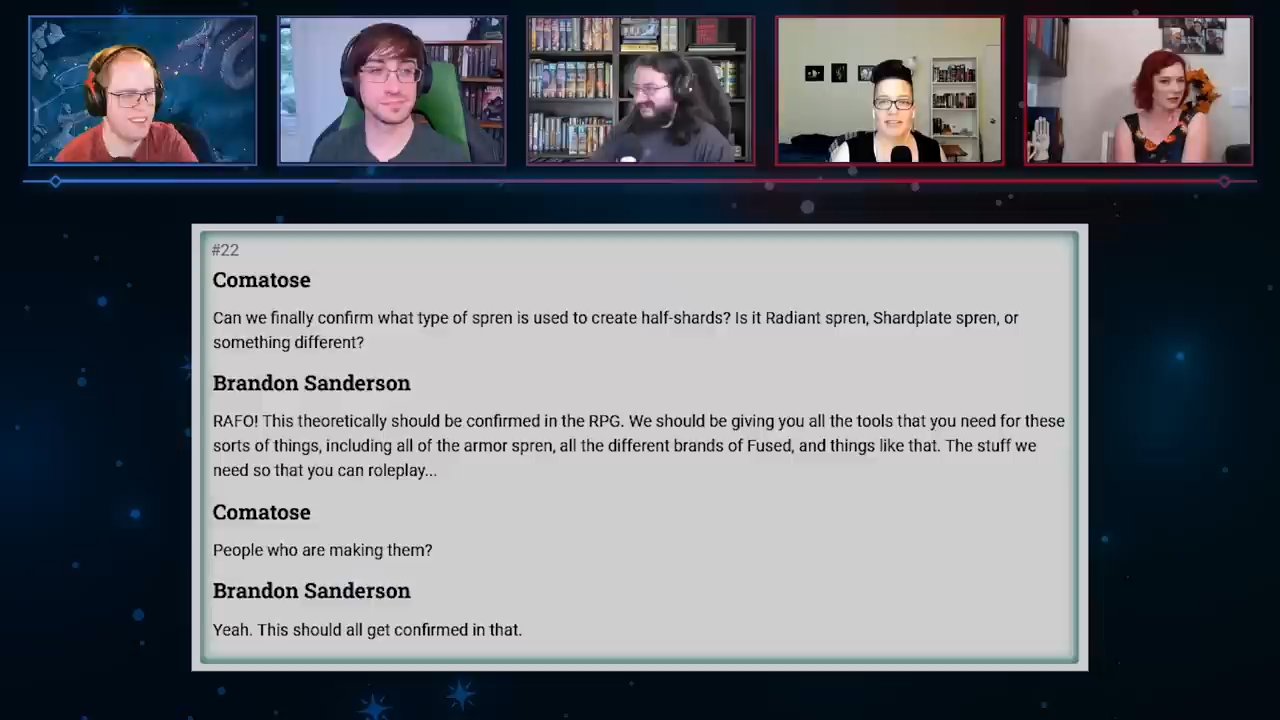 #22
Comatose
Can we finally confirm what type of spren is used to create half-shards? Is it Radiant spren, Shardplate spren, or
something different?
Brandon Sanderson
RAFO! This theoretically should be confirmed in the RPG. We should be giving you all the tools that you need for these
sorts of things, including all of the armor spren, all the different brands of Fused, and things like that. The stuff we
need so that you can roleplay...
Comatose
People who are making them?
Brandon Sanderson
Yeah. This should all get confirmed in that.